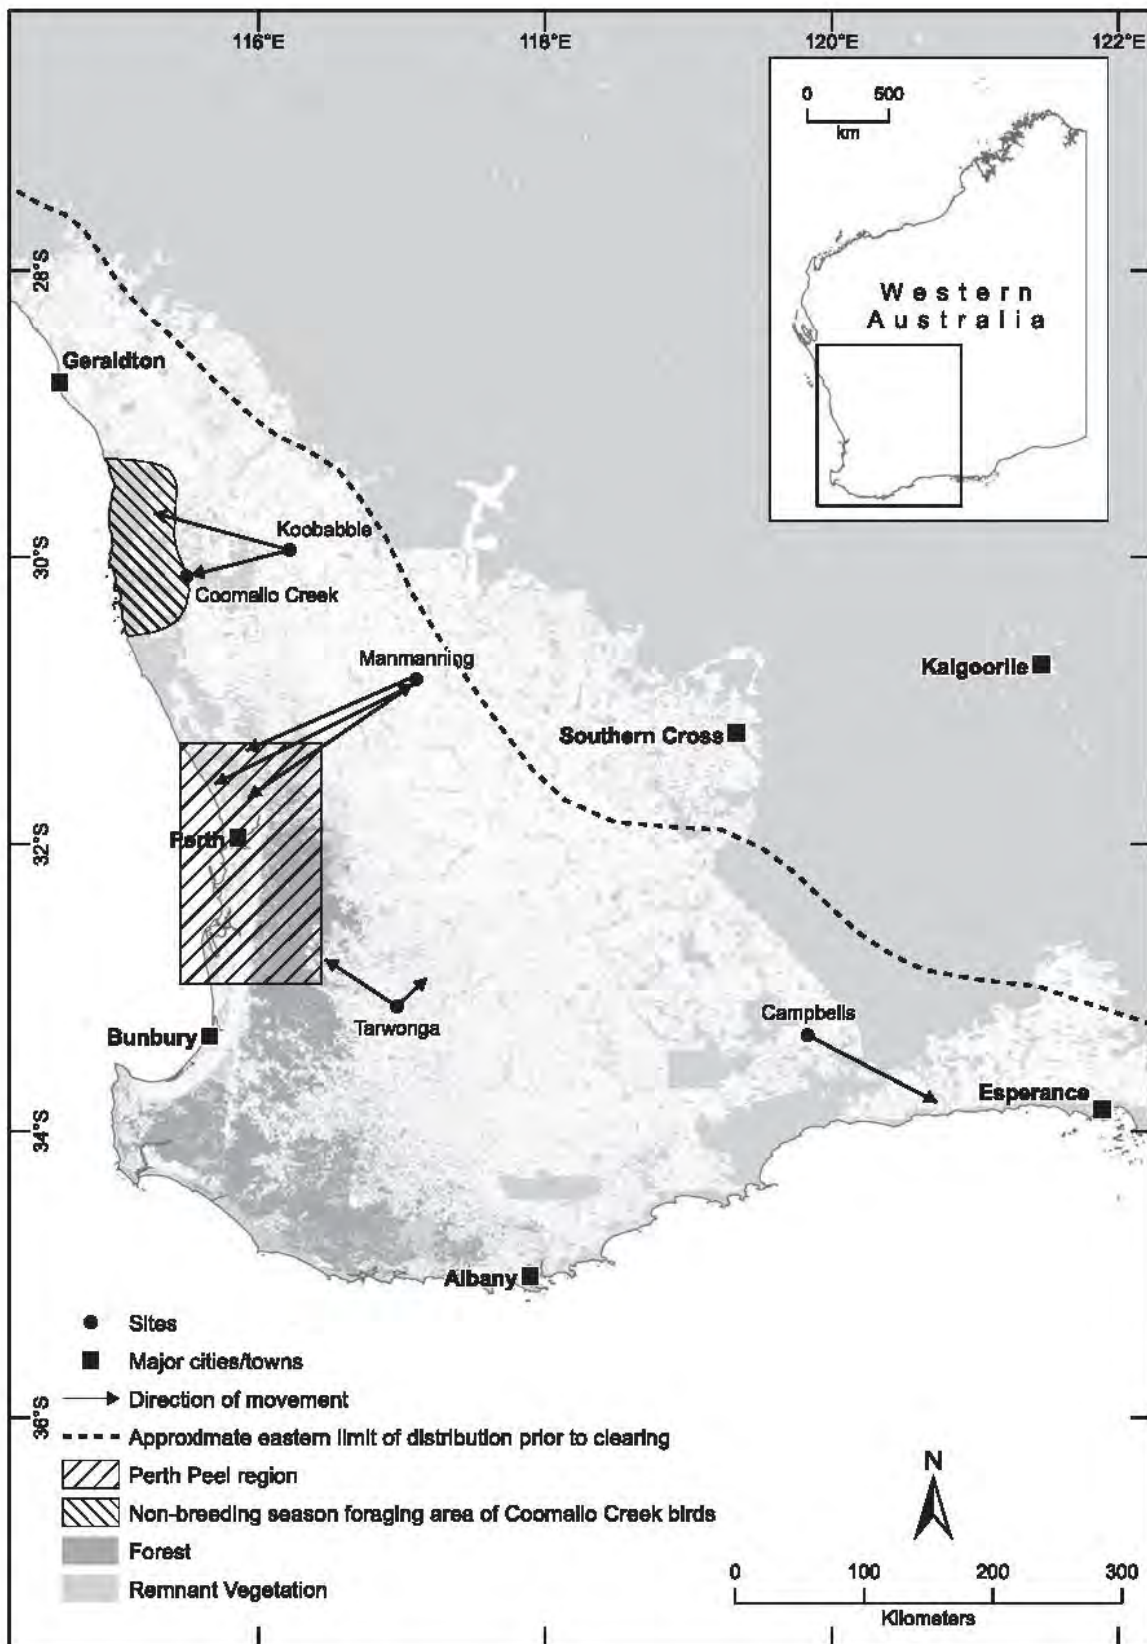 116°E
118°E
120°E
122°E
0 500
km
Western
Australia
28°S
Geraldton
Koobabbie
30°S
Coomallo Creek
Manmanning
Kalgoorlie
Southern Cross
Perth
32°S
Tarwonga
Campbells
Bunbury
Esperance
34°S
Albany
Sites
Major cities/towns
Direction of movement
36°S
Approximate eastern limit of distribution prior to clearing
Perth Peel region
Non-breeding season foraging area of Coomallo Creek birds
Forest
Remnant Vegetation
N
0 100 200 300
Kilometers